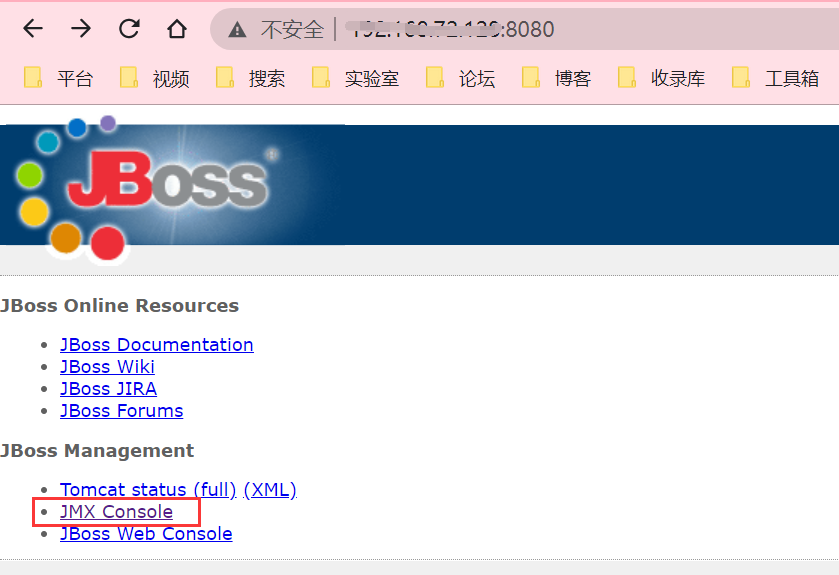 不安全 :8080
平台 视频 搜索 实验室 论坛 博客 收录库 工具箱
JBoss®
JBoss Online Resources
JBoss Documentation
JBoss Wiki
JBoss JIRA
JBoss Forums
JBoss Management
Tomcat status (full) (XML)
JMX Console
JBoss Web Console